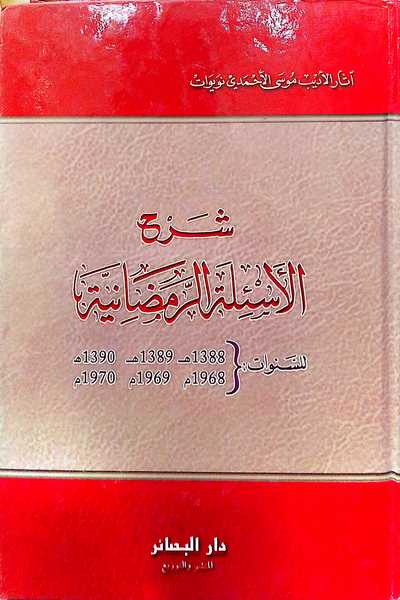 آثار الأديب موسى الأحمدي نويوات
شرح
الأسئلة الرمضانية
للسنوات: { 1388هـ 1389هـ 1390هـ
1968م 1969م 1970م
دار البصائر
للنشر والتوزيع